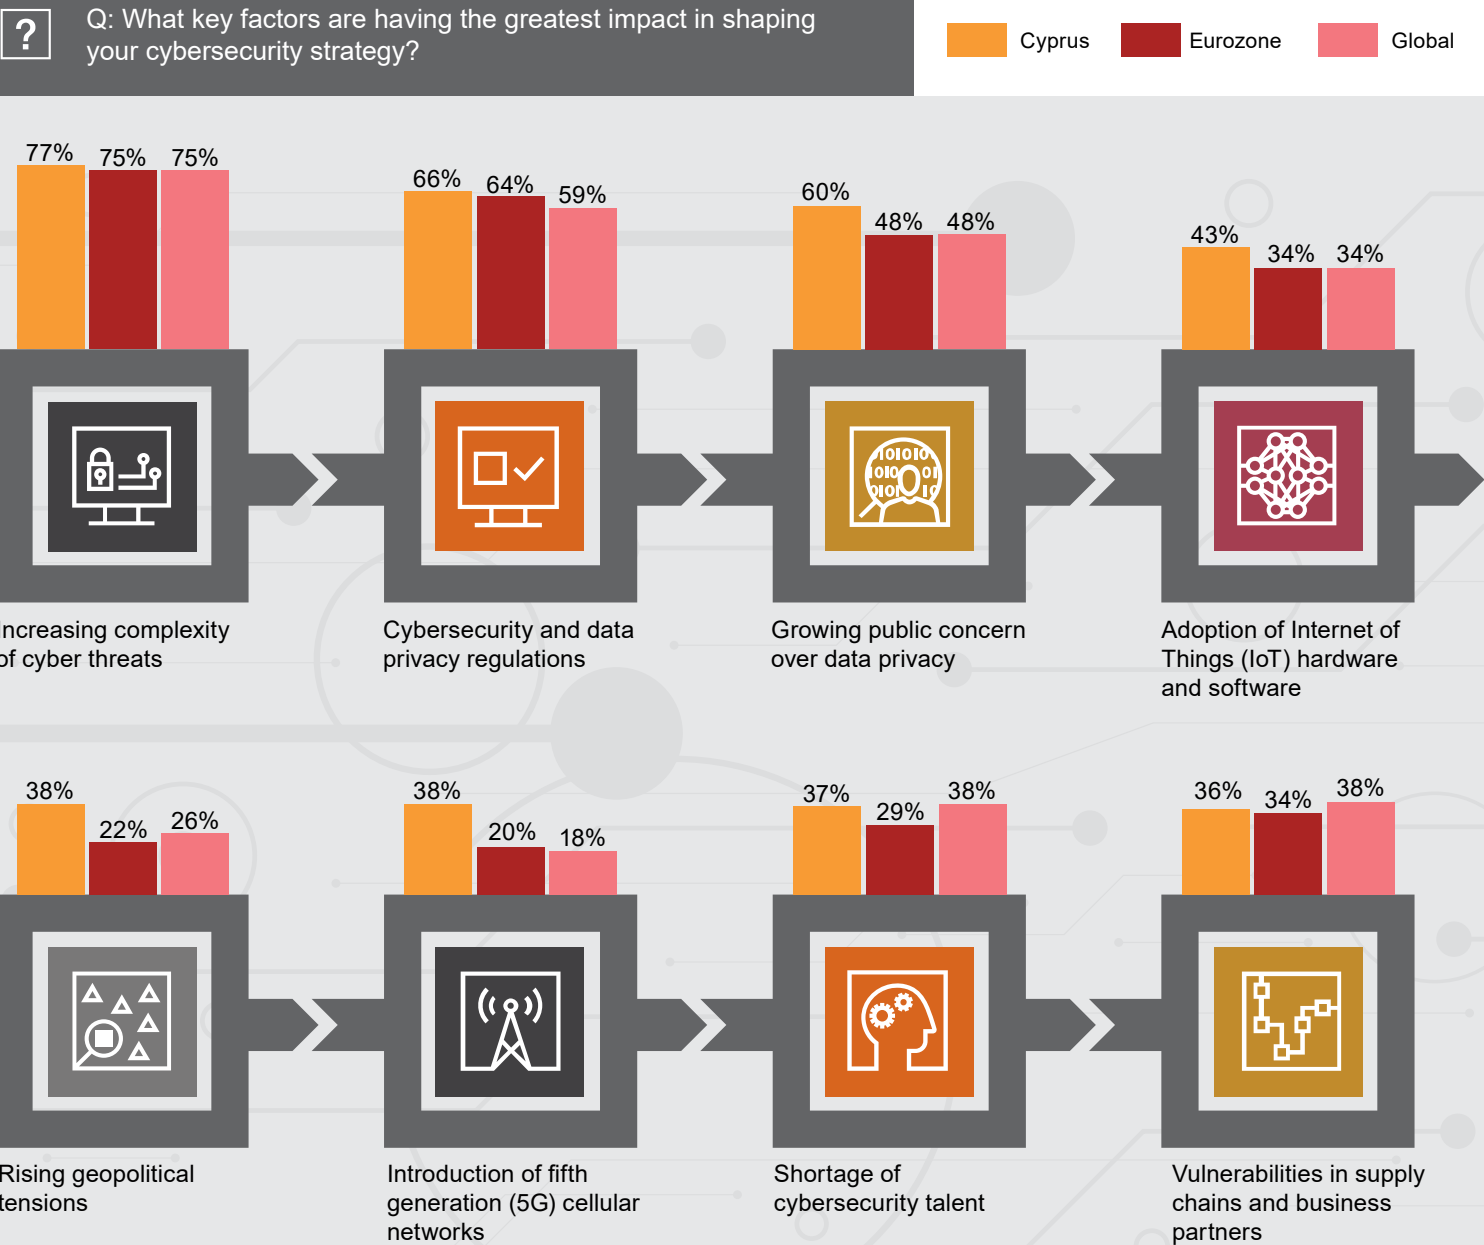 ?
Q: What key factors are having the greatest impact in shaping
your cybersecurity strategy?
Cyprus
Eurozone
Global
77%
75%
75%
66%
64%
59%
60%
48%
48%
43%
34%
34%
Increasing complexity
of cyber threats
Cybersecurity and data
privacy regulations
Growing public concern
over data privacy
Adoption of Internet of
Things (IoT) hardware
and software
38%
22%
26%
38%
20%
18%
37%
29%
38%
36%
34%
38%
Rising geopolitical
tensions
Introduction of fifth
generation (5G) cellular
networks
Shortage of
cybersecurity talent
Vulnerabilities in supply
chains and business
partners